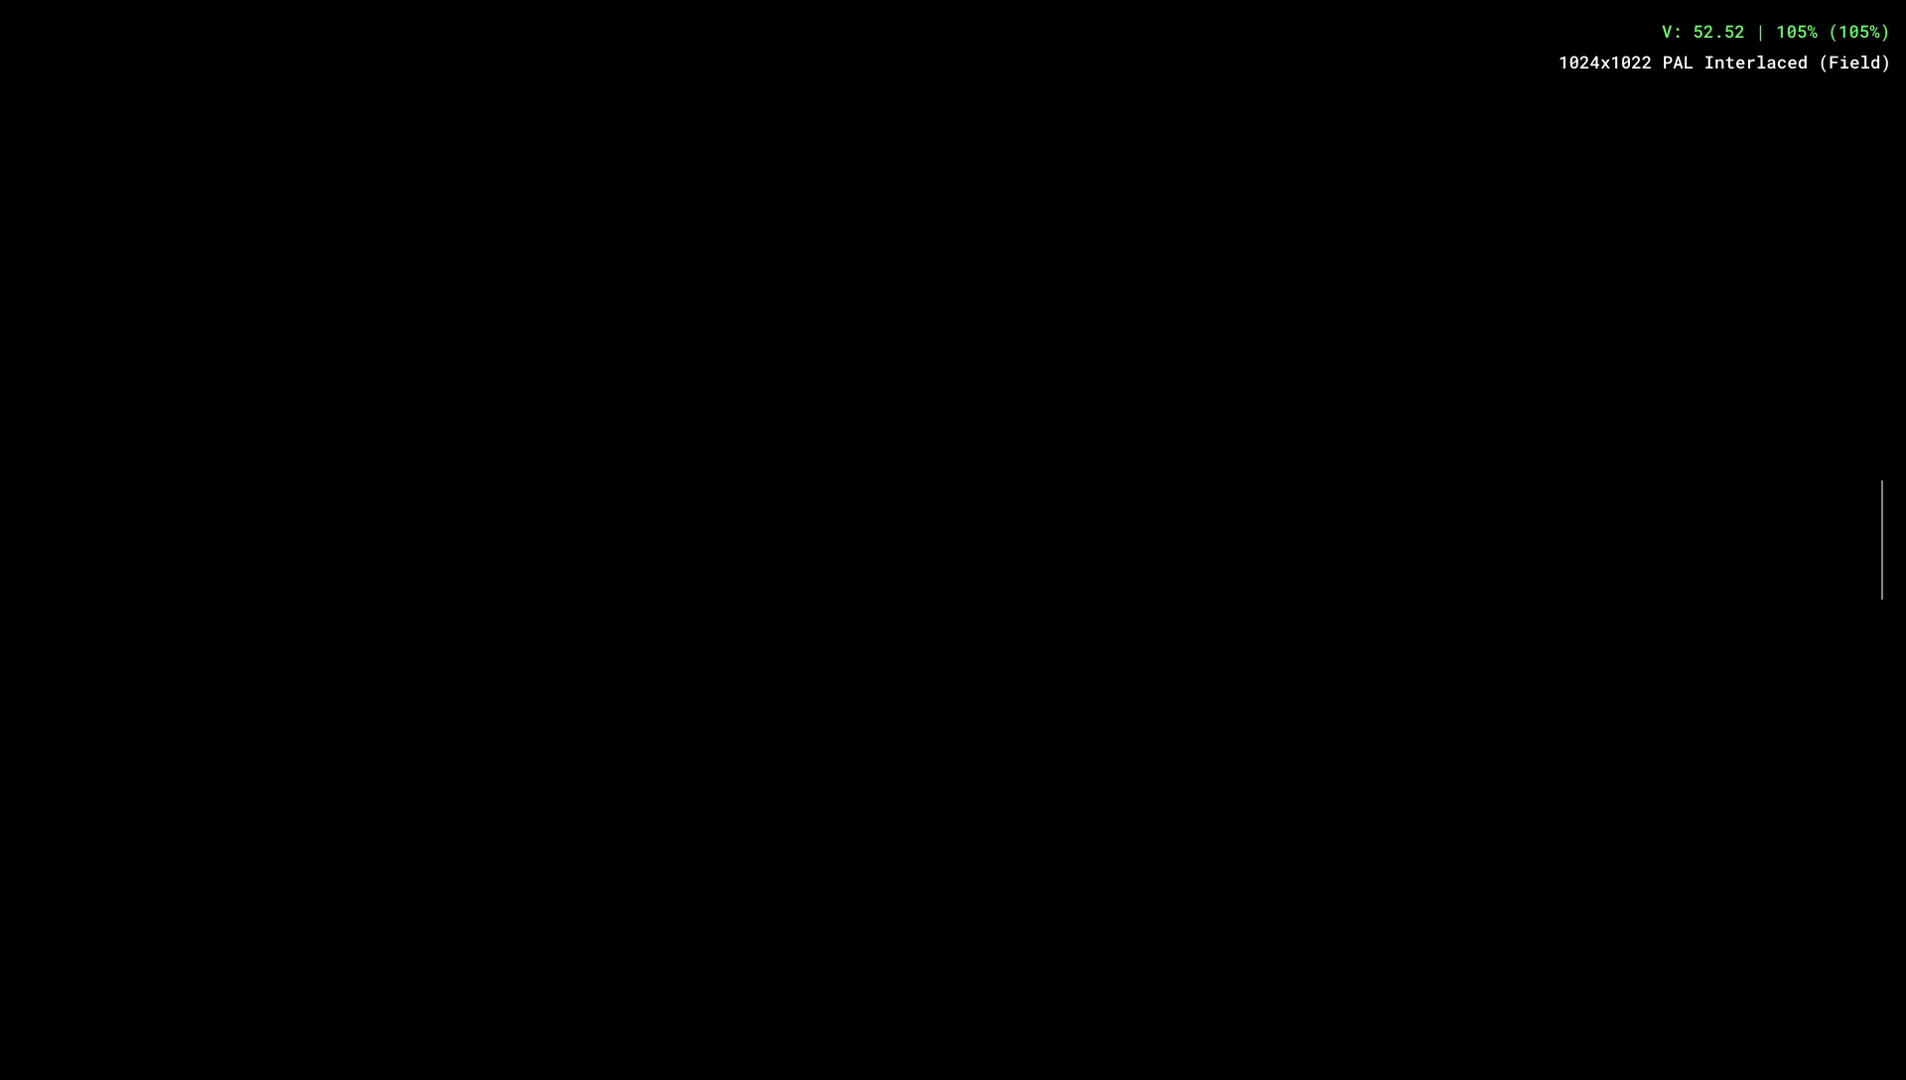 V: 52.52 | 105% (105%)
1024x1022 PAL Interlaced (Field)